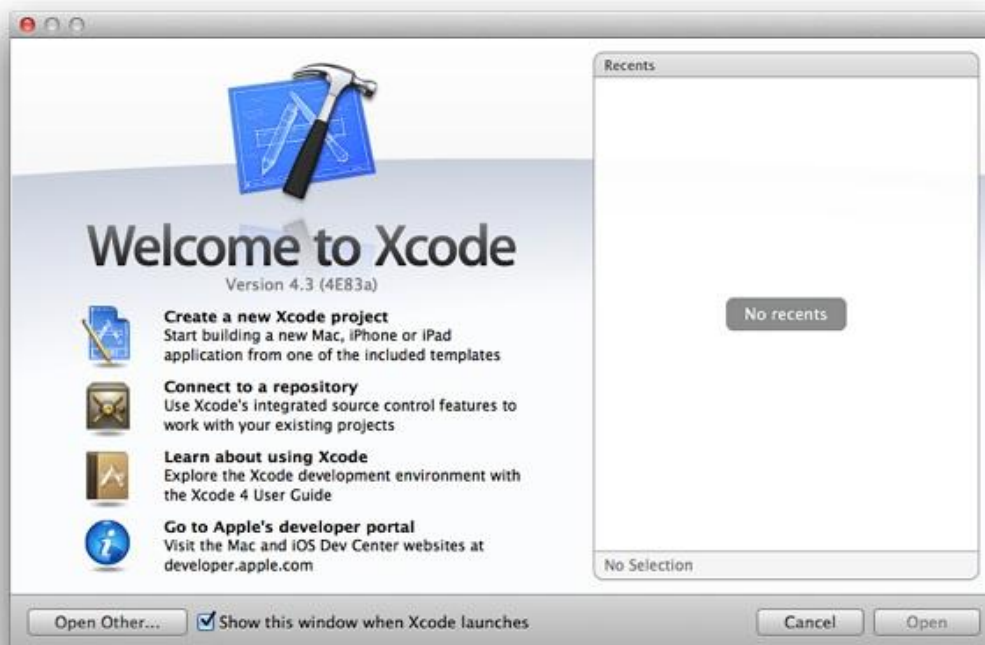 Welcome to Xcode
Version 4.3 (4E83a)
Create a new Xcode project
Start building a new Mac, iPhone or iPad
application from one of the included templates
Connect to a repository
Use Xcode's integrated source control features to
work with your existing projects
Learn about using Xcode
Explore the Xcode development environment with
the Xcode 4 User Guide
Go to Apple's developer portal
Visit the Mac and iOS Dev Center websites at
developer.apple.com
Recents
No recents
No Selection
Open Other...
Show this window when Xcode launches
Cancel
Open